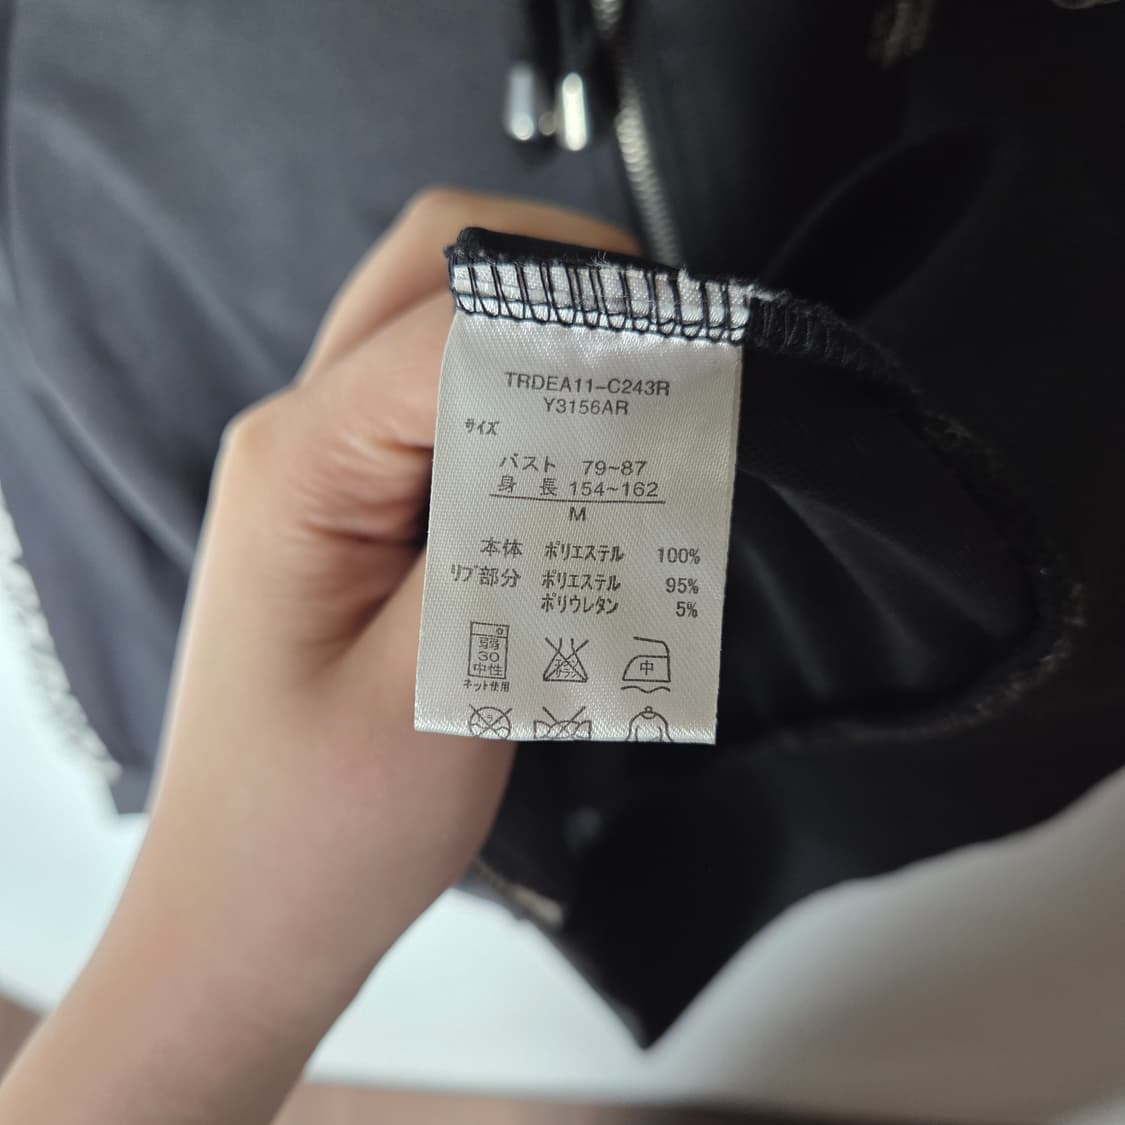 TRDEA11-C243R
Y3156AR
サイズ
バスト 79~87
身 長 154~162
M
本体 ポリエステル 100%
リブ部分 ポリエステル 95%
ポリウレタン 5%
弱
30
中性
ネット使用
中